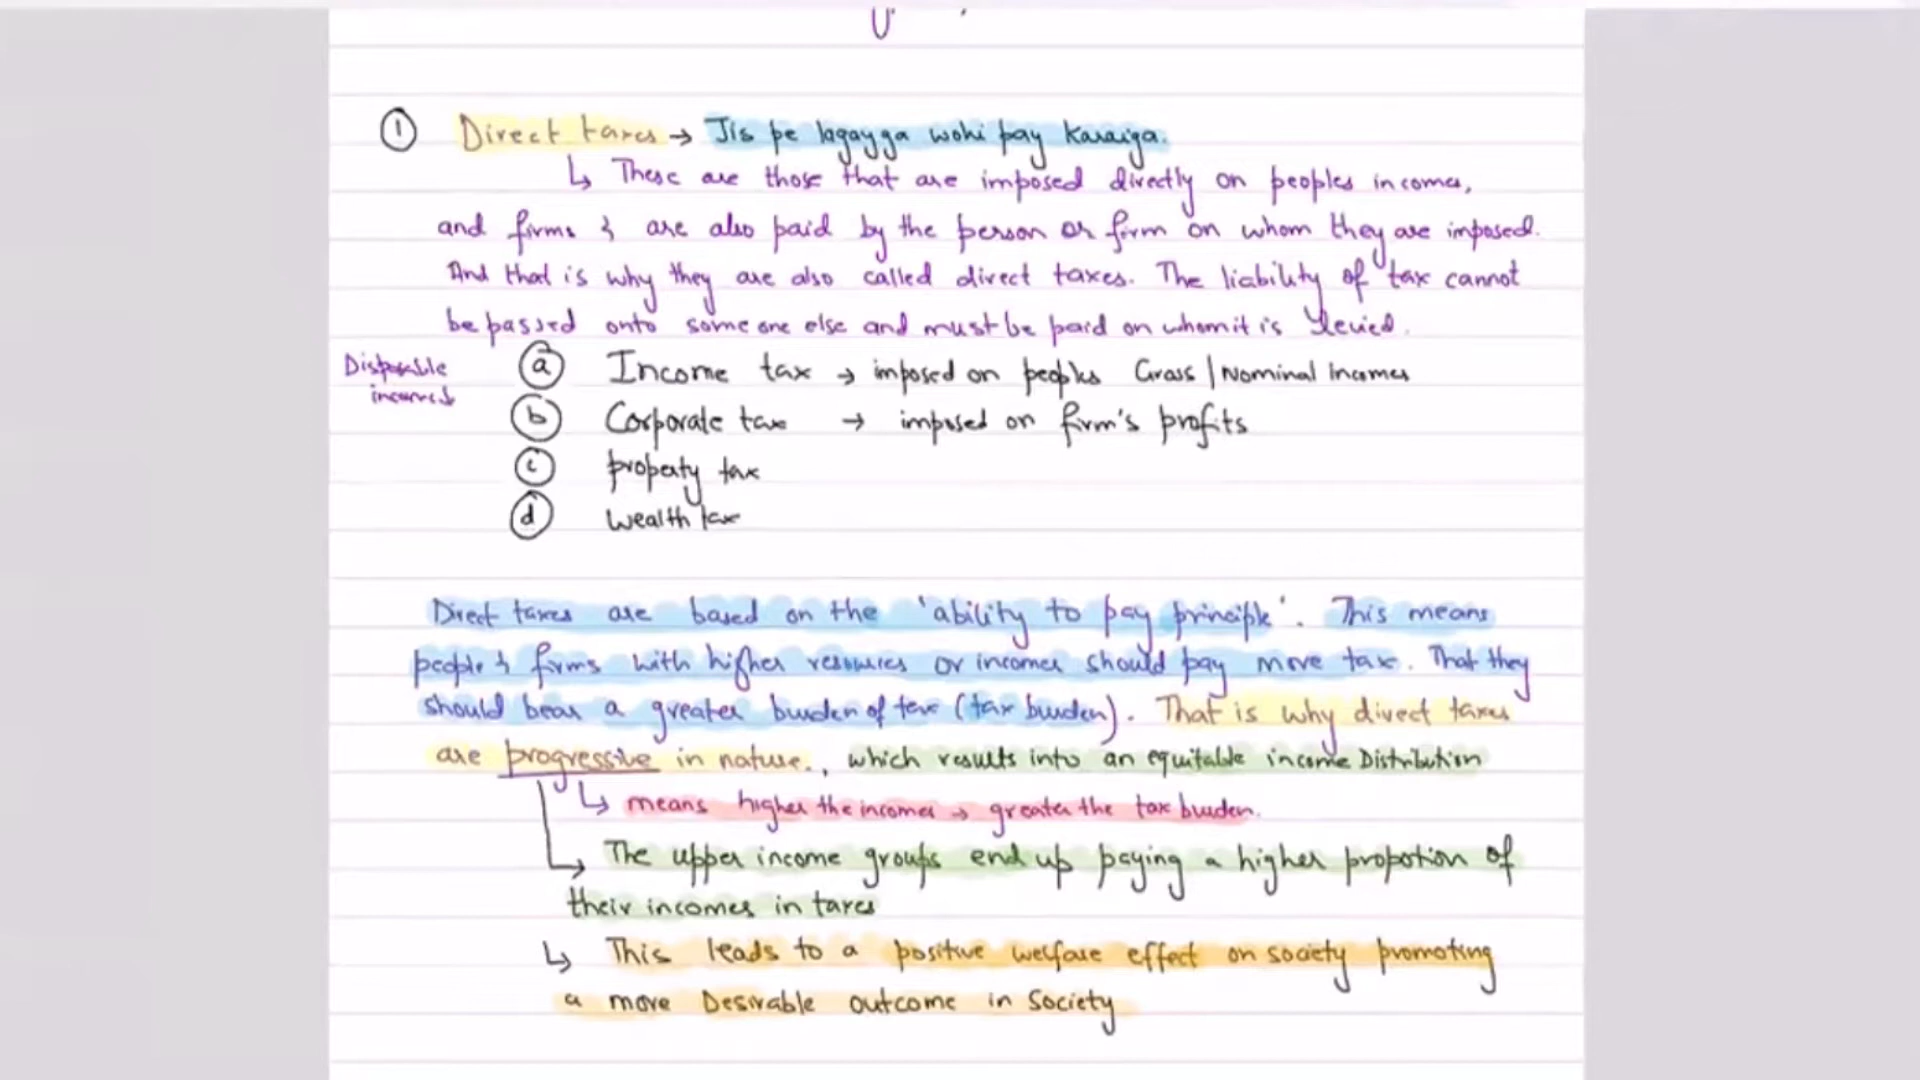 ① Direct taxes → Jis pe lagayga wohi pay karaiga.
↳ These are those that are imposed directly on peoples incomes,
and firms & are also paid by the person or firm on whom they are imposed.
And that is why they are also called direct taxes. The liability of tax cannot
be passed onto someone else and must be paid on whom it is levied.
Disposable
incomes
ⓐ Income tax → imposed on peoples Gross / Nominal Incomes
ⓑ Corporate tax → imposed on firm's profits
ⓒ property tax
ⓓ wealth tax
Direct taxes are based on the 'ability to pay principle'. This means
people & firms with higher resources or incomes should pay more tax. That they
should bear a greater burden of tax (tax burden). That is why direct taxes
are progressive in nature., which results into an equitable income Distribution
↳ means higher the incomes → greater the tax burden.
↳ The upper income groups end up paying a higher propotion of
their incomes in taxes
↳ This leads to a positive welfare effect on society promoting
a more Desirable outcome in Society